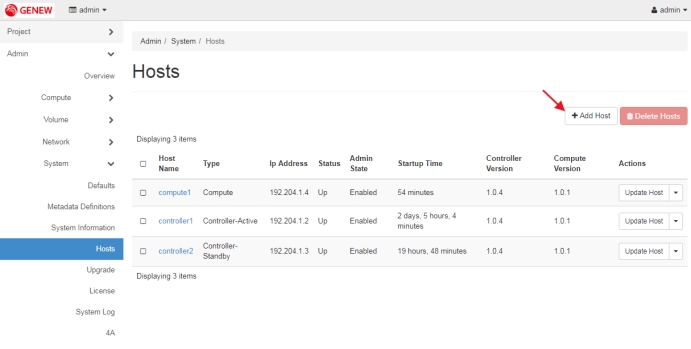 GENEW admin admin
Project
Admin
Overview
Compute
Volume
Network
System
Defaults
Metadata Definitions
System Information
Hosts
Upgrade
License
System Log
4A
Admin / System / Hosts
Hosts
+ Add Host Delete Hosts
Displaying 3 items
Host Name Type Ip Address Status Admin State Startup Time Controller Version Compute Version Actions
compute1 Compute 192.204.1.4 Up Enabled 54 minutes 1.0.4 1.0.1 Update Host
controller1 Controller-Active 192.204.1.2 Up Enabled 2 days, 5 hours, 4 minutes 1.0.4 1.0.1 Update Host
controller2 Controller-Standby 192.204.1.3 Up Enabled 19 hours, 48 minutes 1.0.4 1.0.1 Update Host
Displaying 3 items